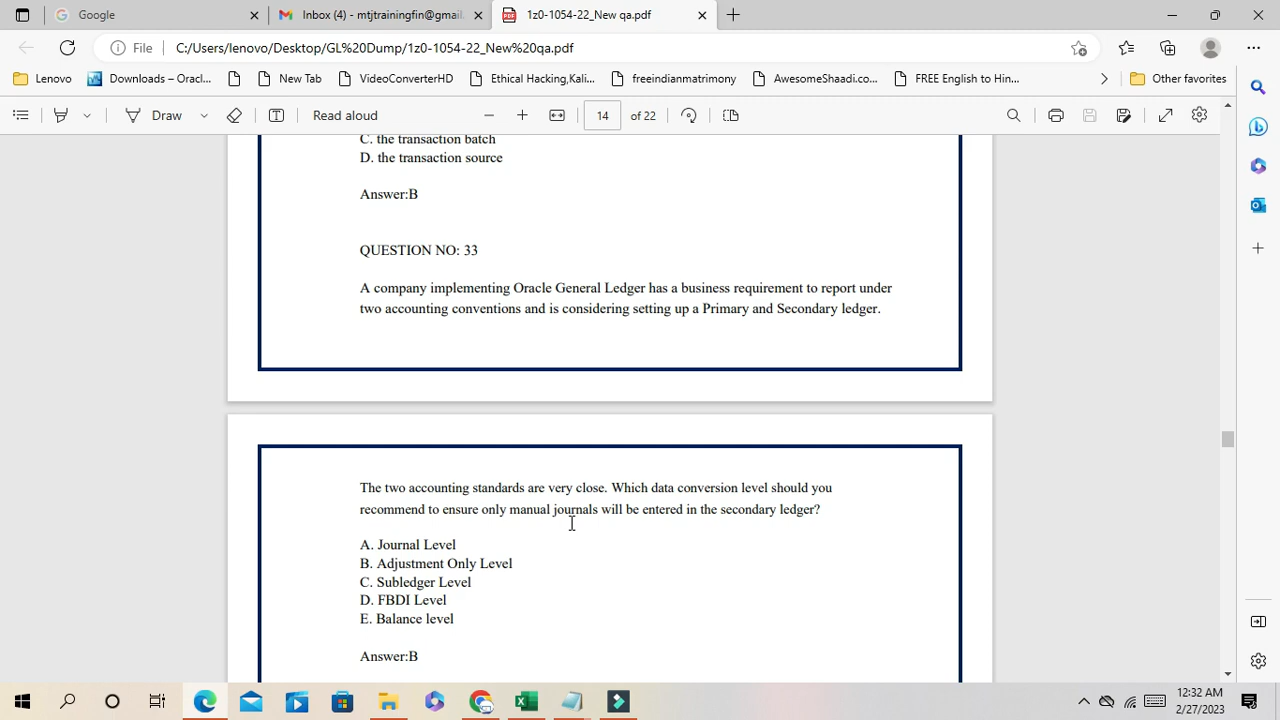 Google
Inbox (4) - mtjtrainingfin@gmail.
1z0-1054-22_New qa.pdf
File
C:/Users/lenovo/Desktop/GL%20Dump/1z0-1054-22_New%20qa.pdf
Lenovo
Downloads – Oracl...
New Tab
VideoConverterHD
Ethical Hacking,Kali...
freeindianmatrimony
AwesomeShaadi.co...
FREE English to Hin...
Other favorites
Draw
Read aloud
14
of 22
C. the transaction batch
D. the transaction source
Answer:B
QUESTION NO: 33
A company implementing Oracle General Ledger has a business requirement to report under
two accounting conventions and is considering setting up a Primary and Secondary ledger.
The two accounting standards are very close. Which data conversion level should you
recommend to ensure only manual journals will be entered in the secondary ledger?
A. Journal Level
B. Adjustment Only Level
C. Subledger Level
D. FBDI Level
E. Balance level
Answer:B
12:32 AM
2/27/2023